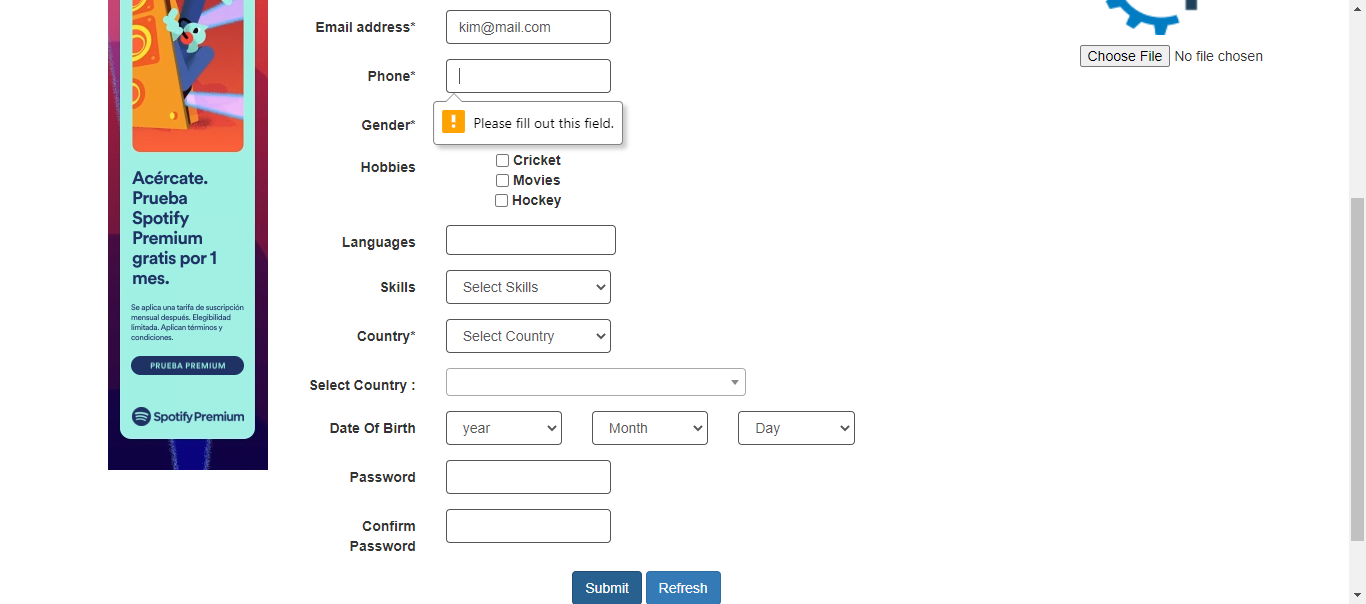 Email address*
kim@mail.com
Choose File No file chosen
Phone*
Please fill out this field.
Gender*
Hobbies
Cricket
Movies
Hockey
Languages
Skills
Select Skills
Country*
Select Country
Select Country :
Date Of Birth
year
Month
Day
Password
Confirm
Password
Submit
Refresh
Acércate.
Prueba
Spotify
Premium
gratis por 1
mes.
Se aplica una tarifa de suscripción
mensual después. Elegibilidad
limitada. Aplican términos y
condiciones.
PRUEBA PREMIUM
Spotify Premium